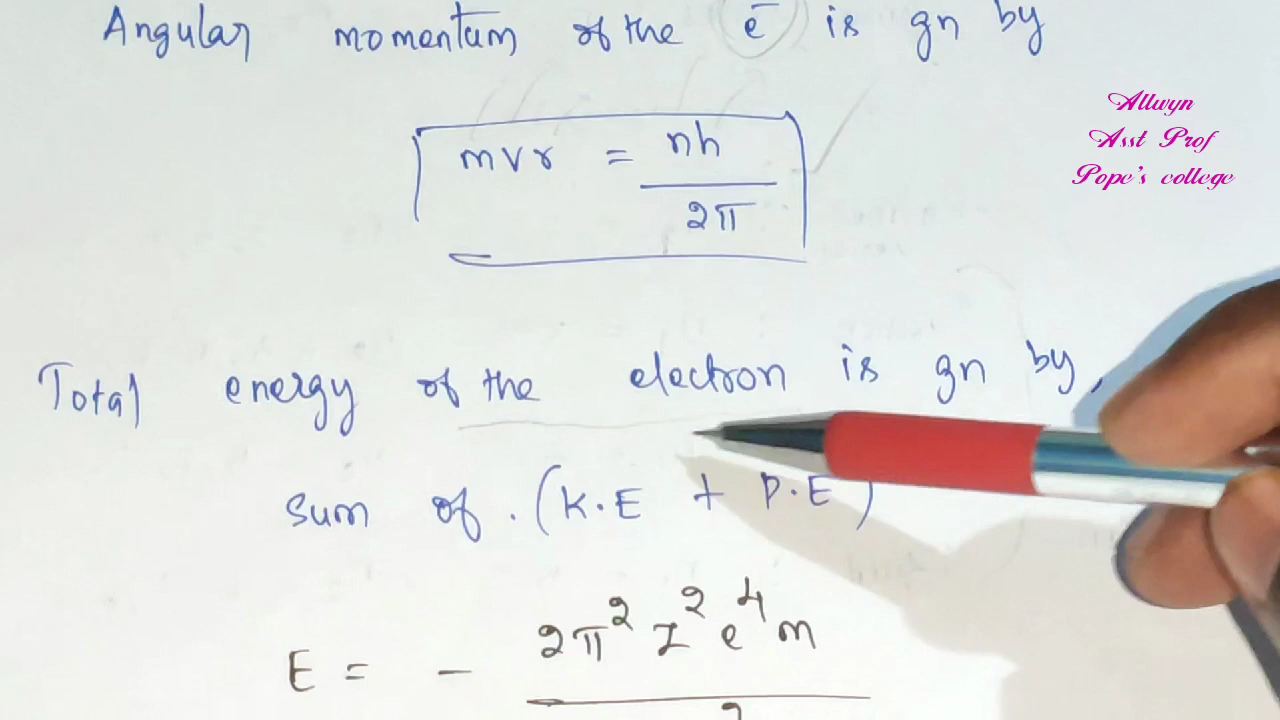 Angular momentum of the e⁻ is gn by
Allwyn
Asst Prof
Pope's college
mvr = nh
2π
Total energy of the electron is gn by,
sum of . (K.E + P.E)
E = - 2π² Z² e⁴ m